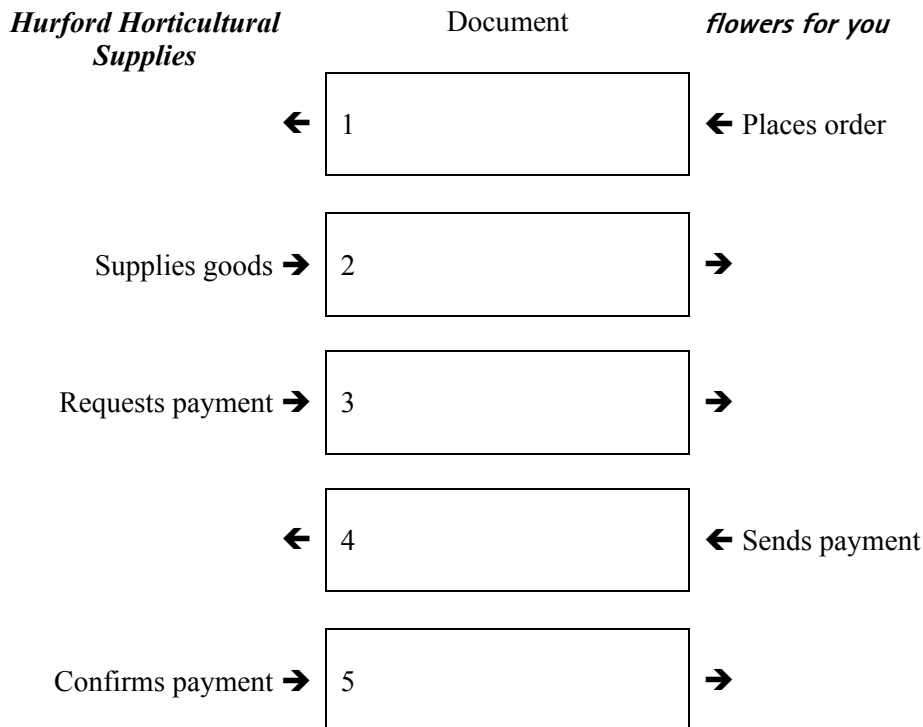 Hurford Horticultural Supplies
Document
flowers for you
← 1 ← Places order
Supplies goods → 2 →
Requests payment → 3 →
← 4 ← Sends payment
Confirms payment → 5 →